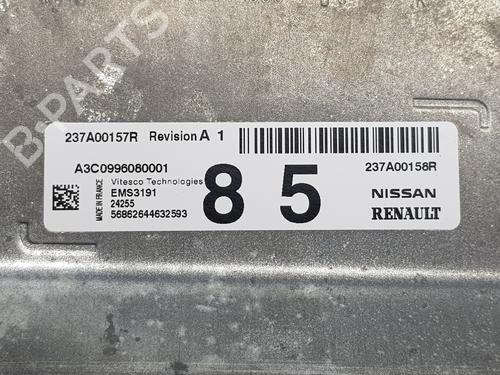 237A00157R Revision A 1
A3C0996080001
237A00158R
Vitesco Technologies
EMS3191
24255
56862644632593
MADE IN FRANCE
8 5
NISSAN
RENAULT
B-PARTS